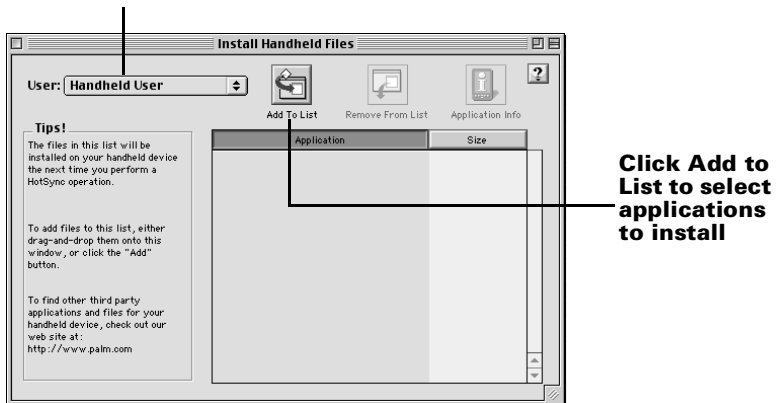 Install Handheld Files
User: Handheld User
?
Add To List
Remove From List
Application Info
Tips!
The files in this list will be
installed on your handheld device
the next time you perform a
HotSync operation.
To add files to this list, either
drag-and-drop them onto this
window, or click the "Add"
button.
To find other third party
applications and files for your
handheld device, check out our
web site at:
http://www.palm.com
Application
Size
Click Add to
List to select
applications
to install